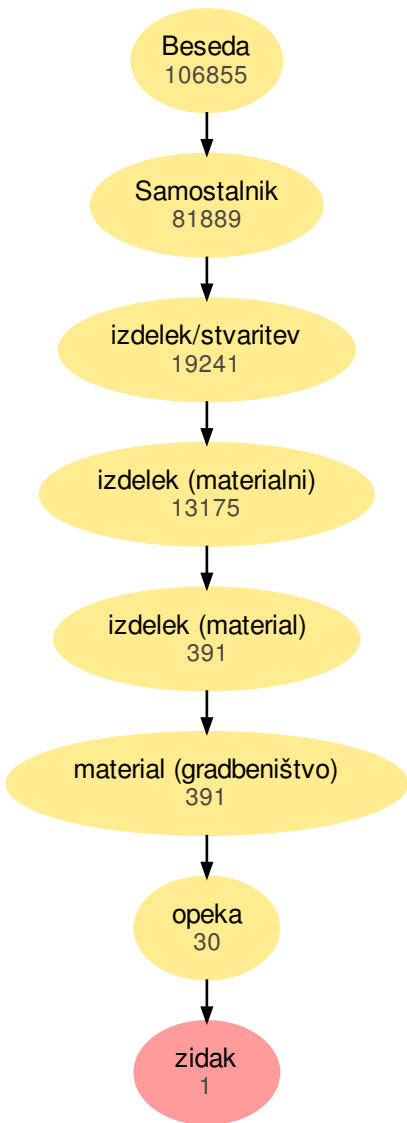 Beseda
106855
Samostalnik
81889
izdelek/stvaritev
19241
izdelek (materialni)
13175
izdelek (material)
391
material (gradbeništvo)
391
opeka
30
zidak
1